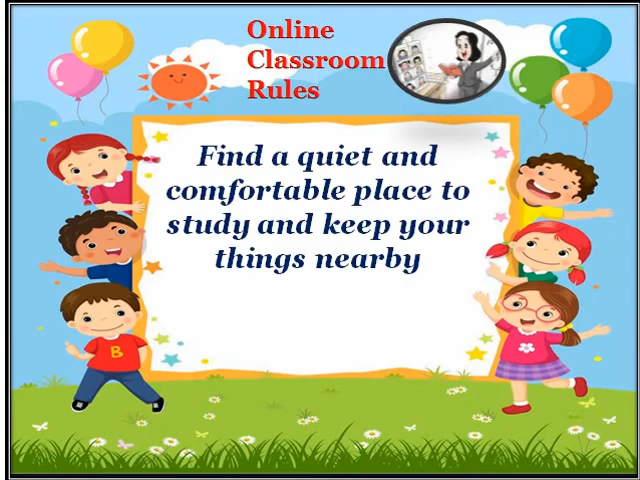 Online
Classroom
Rules
Find a quiet and
comfortable place to
study and keep your
things nearby
B